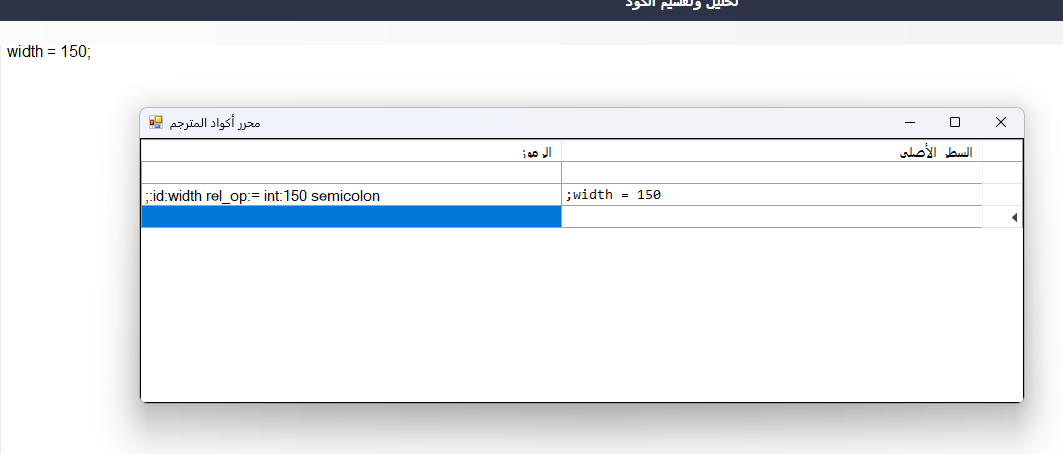 تحليل وتقسيم الكود
width = 150;
محرر أكواد المترجم
السطر الأصلي
الرموز
;width = 150
;:id:width rel_op:= int:150 semicolon